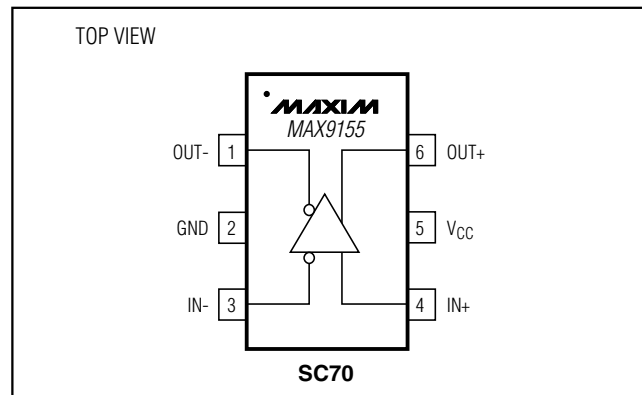 TOP VIEW
MAXIM
MAX9155
OUT- 1
6 OUT+
GND 2
5 VCC
IN- 3
4 IN+
SC70